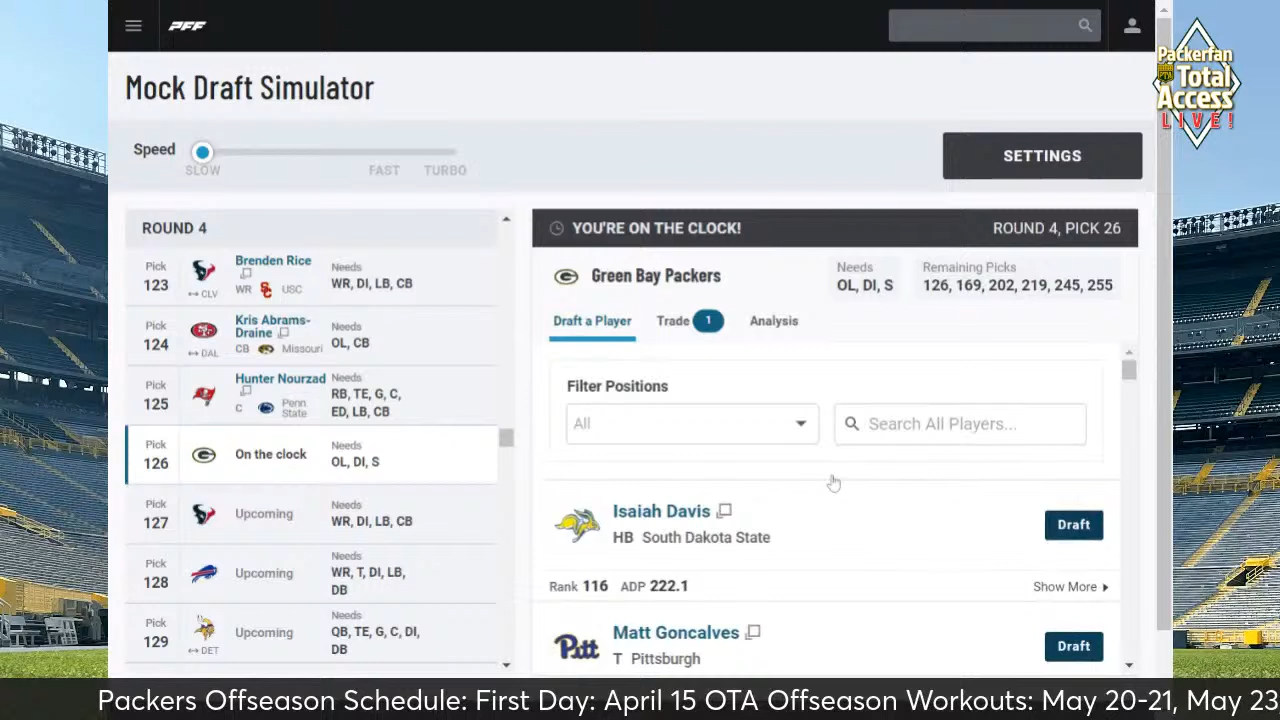 PFF
Packerfan
PTA Total
Access
LIVE!
Mock Draft Simulator
Speed
SLOW
FAST
TURBO
SETTINGS
ROUND 4
Pick 123
CLV
Brenden Rice
WR USC
Needs
WR, DI, LB, CB
Pick 124
DAL
Kris Abrams-
Draine
CB Missouri
Needs
OL, CB
Pick 125
Hunter Nourzad
C Penn
State
Needs
RB, TE, G, C,
ED, LB, CB
Pick 126
On the clock
Needs
OL, DI, S
Pick 127
Upcoming
Needs
WR, DI, LB, CB
Pick 128
Upcoming
Needs
WR, T, DI, LB,
DB
Pick 129
DET
Upcoming
Needs
QB, TE, G, C, DI,
DB
YOU'RE ON THE CLOCK!
ROUND 4, PICK 26
Green Bay Packers
Needs
OL, DI, S
Remaining Picks
126, 169, 202, 219, 245, 255
Draft a Player
Trade 1
Analysis
Filter Positions
All
Search All Players...
Isaiah Davis
HB South Dakota State
Draft
Rank 116 ADP 222.1
Show More
Pitt
Matt Goncalves
T Pittsburgh
Draft
Packers Offseason Schedule: First Day: April 15 OTA Offseason Workouts: May 20-21, May 23